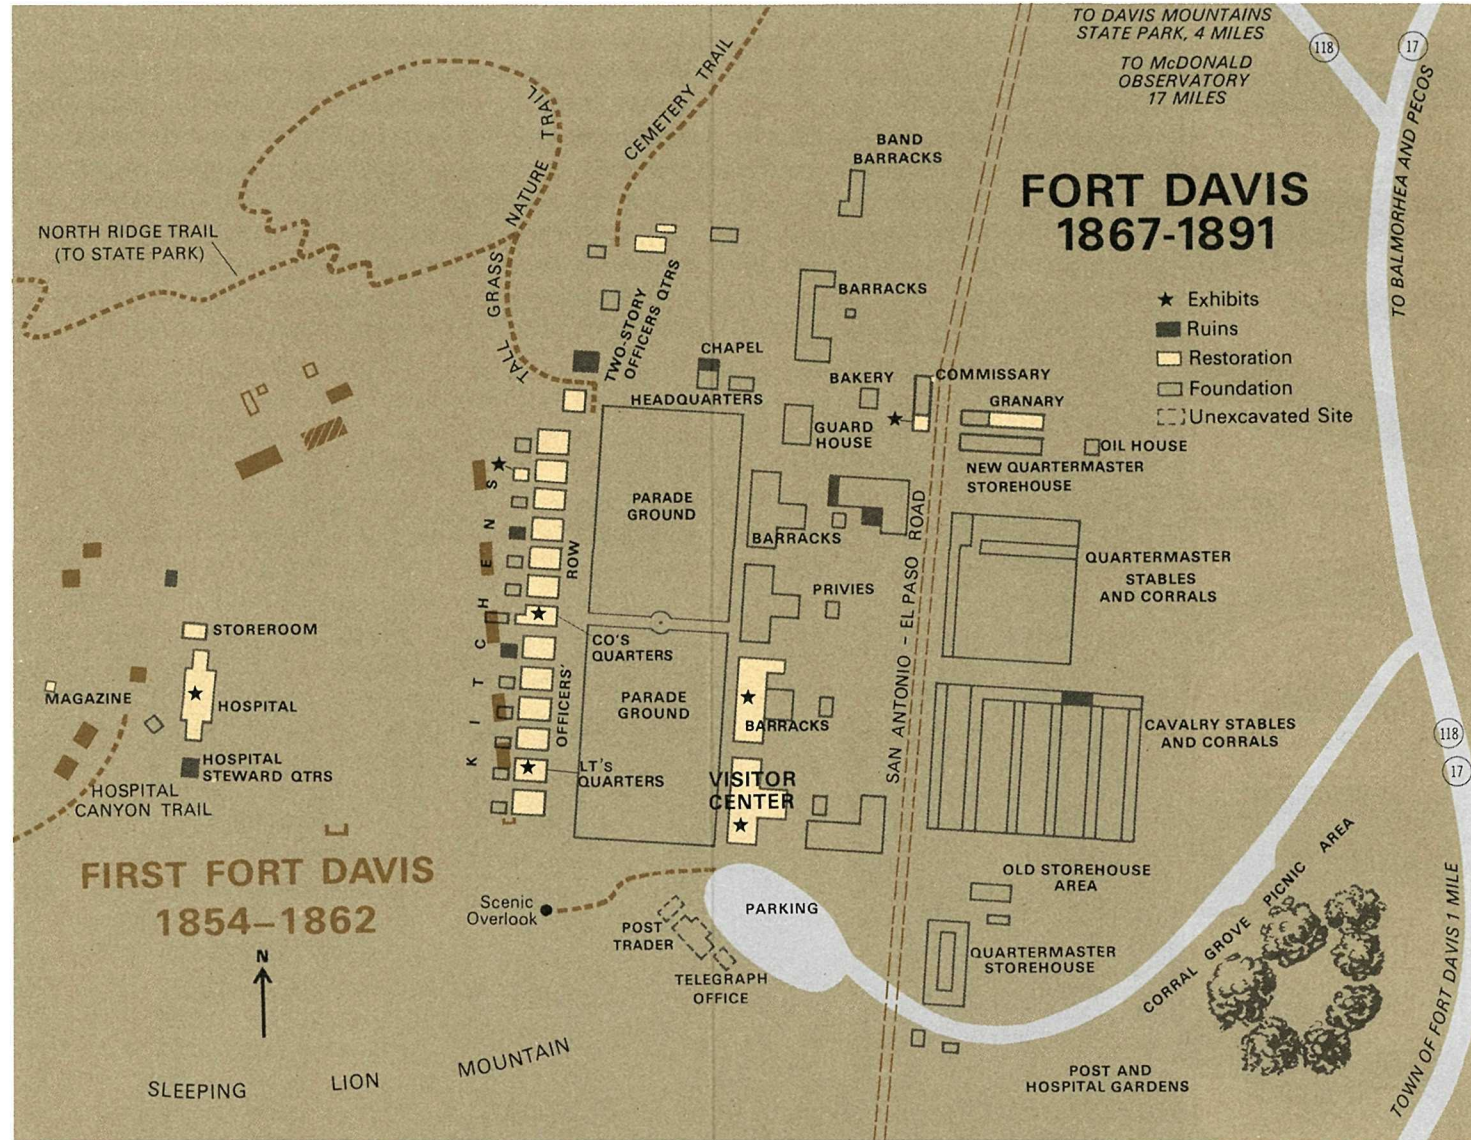 TO DAVIS MOUNTAINS
STATE PARK, 4 MILES
TO McDONALD
OBSERVATORY
17 MILES
118
17
TO BALMORHEA AND PECOS
FORT DAVIS
1867-1891
Exhibits
Ruins
Restoration
Foundation
Unexcavated Site
NORTH RIDGE TRAIL
(TO STATE PARK)
TALL GRASS NATURE TRAIL
CEMETERY TRAIL
BAND
BARRACKS
TWO-STORY
OFFICERS QTRS
BARRACKS
CHAPEL
HEADQUARTERS
BAKERY
COMMISSARY
GRANARY
GUARD
HOUSE
OIL HOUSE
NEW QUARTERMASTER
STOREHOUSE
PARADE
GROUND
BARRACKS
KITCHENS
OFFICERS' ROW
SAN ANTONIO - EL PASO ROAD
QUARTERMASTER
STABLES
AND CORRALS
PRIVIES
STOREROOM
CO'S
QUARTERS
MAGAZINE
HOSPITAL
PARADE
GROUND
BARRACKS
CAVALRY STABLES
AND CORRALS
118
17
HOSPITAL
STEWARD QTRS
LT'S
QUARTERS
VISITOR
CENTER
HOSPITAL
CANYON TRAIL
FIRST FORT DAVIS
1854–1862
OLD STOREHOUSE
AREA
CORRAL GROVE PICNIC AREA
Scenic
Overlook
PARKING
POST
TRADER
TELEGRAPH
OFFICE
QUARTERMASTER
STOREHOUSE
N
SLEEPING LION MOUNTAIN
POST AND
HOSPITAL GARDENS
TOWN OF FORT DAVIS 1 MILE